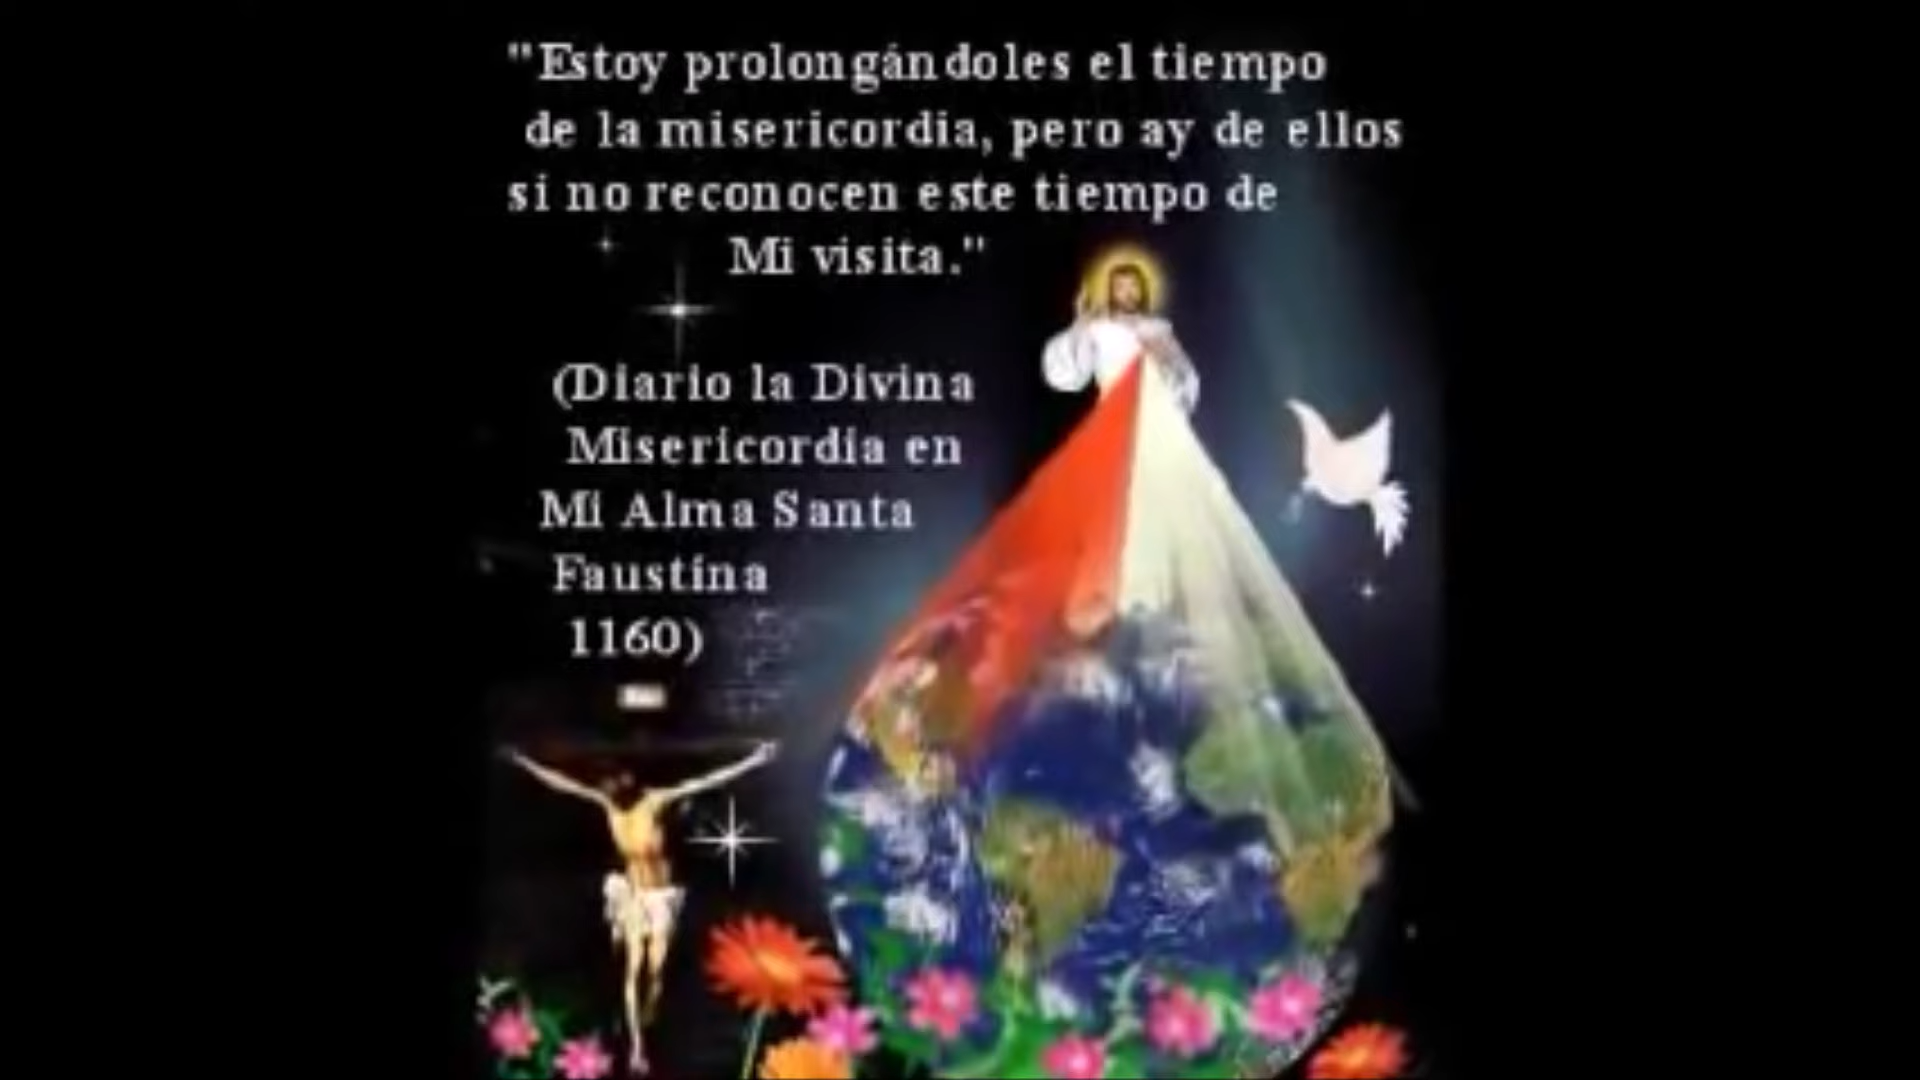 "Estoy prolongándoles el tiempo
de la misericordia, pero ay de ellos
si no reconocen este tiempo de
Mi visita."
(Diario la Divina
Misericordia en
Mi Alma Santa
Faustina
1160)